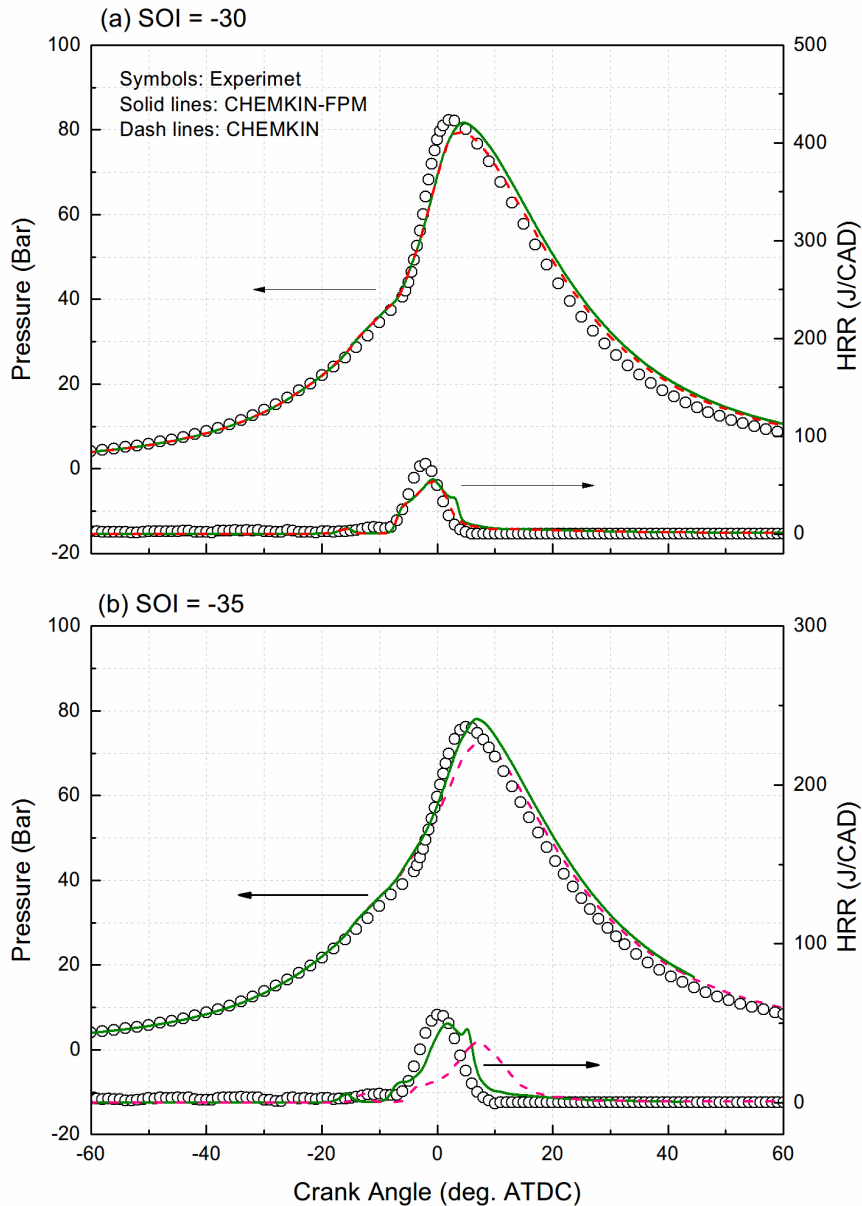 (a) SOI = -30
100
80
60
40
20
0
-20
Pressure (Bar)
500
400
300
200
100
0
HRR (J/CAD)
Symbols: Experimet
Solid lines: CHEMKIN-FPM
Dash lines: CHEMKIN
(b) SOI = -35
100
80
60
40
20
0
-20
Pressure (Bar)
300
200
100
0
HRR (J/CAD)
-60 -40 -20 0 20 40 60
Crank Angle (deg. ATDC)